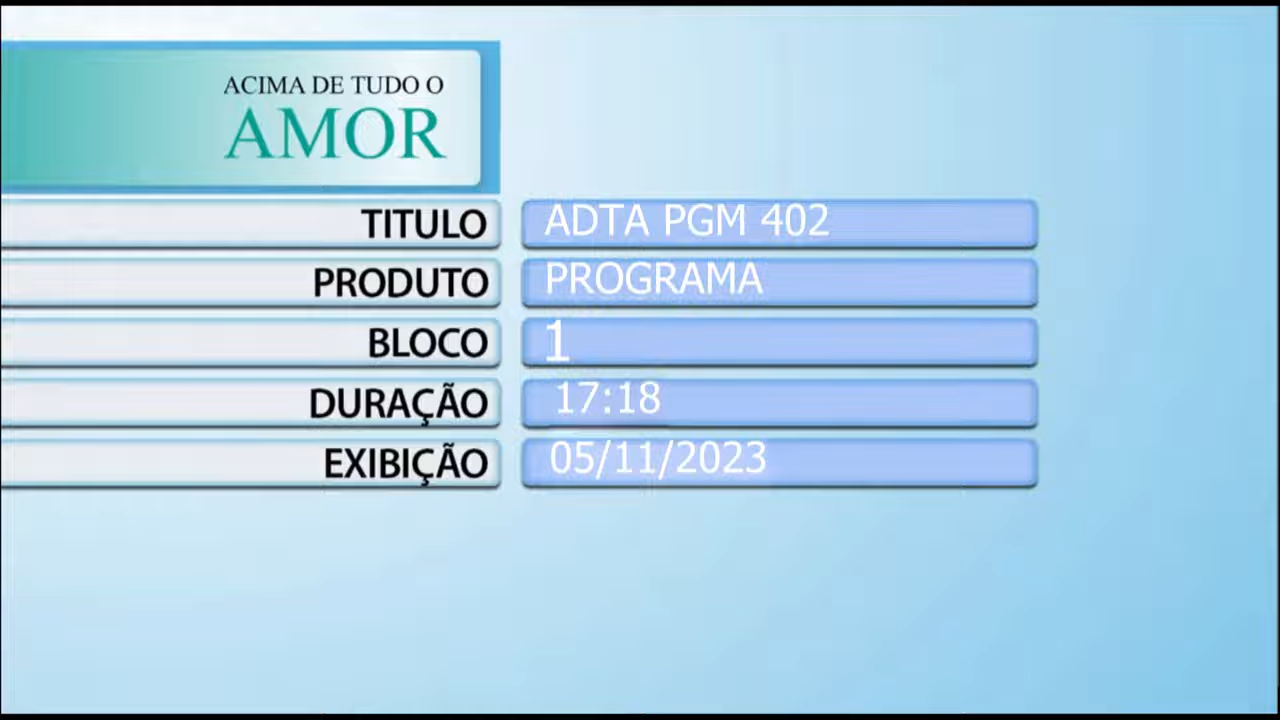 ACIMA DE TUDO O
AMOR
TITULO ADTA PGM 402
PRODUTO PROGRAMA
BLOCO 1
DURAÇÃO 17:18
EXIBIÇÃO 05/11/2023